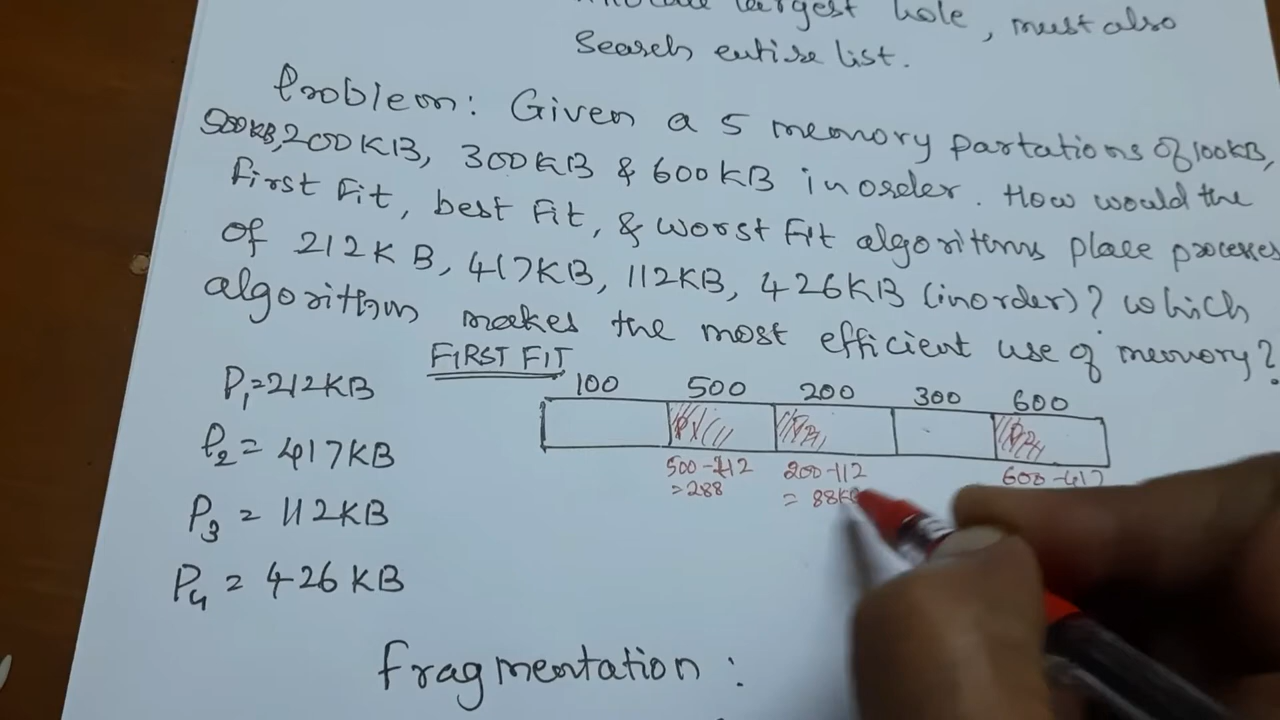 largest hole, must also
Search entire list.
Problem: Given a 5 memory partations of 100KB,
500KB, 200KB, 300KB & 600KB in order. How would the
First Fit, best Fit, & worst Fit algorithms place processes
of 212KB, 417KB, 112KB, 426KB (inorder)? which
algorithm makes the most efficient use of memory?
FIRST FIT
100 500 200 300 600
P1=212KB
P2=417KB
P3=112KB
P4=426KB
500-212
=288
200-112
= 88KB
600-417
Fragmentation: